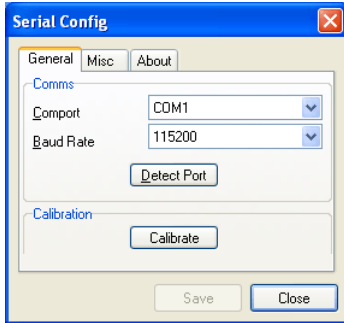 Serial Config
General Misc About
Comms
Comport COM1
Baud Rate 115200
Detect Port
Calibration
Calibrate
Save Close